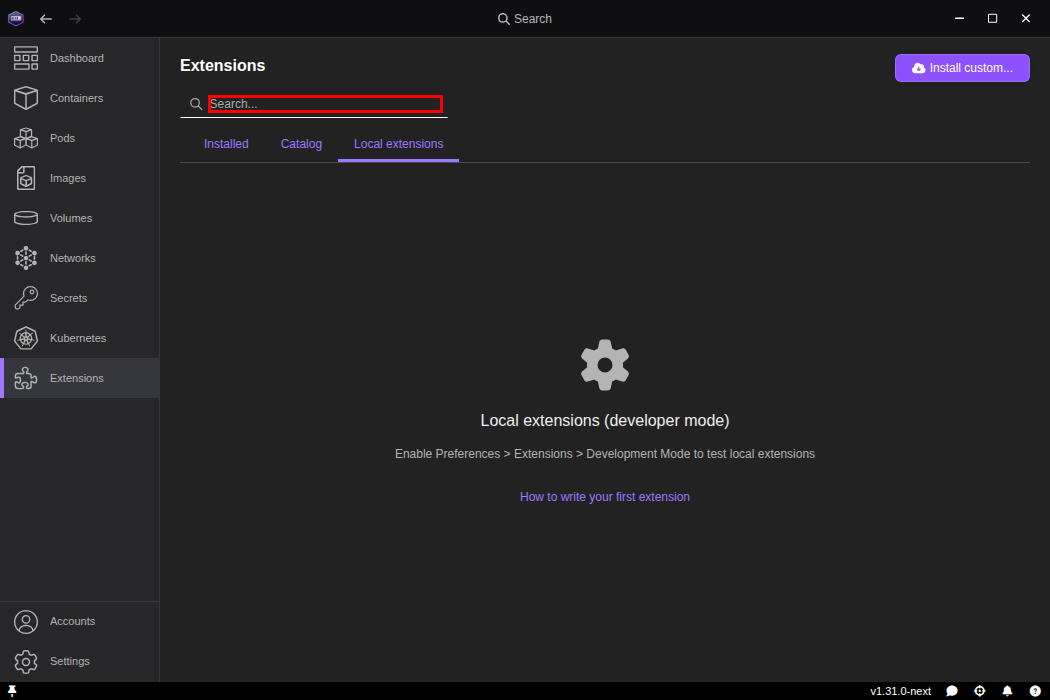 Search
Dashboard
Containers
Pods
Images
Volumes
Networks
Secrets
Kubernetes
Extensions
Accounts
Settings
Extensions
Install custom...
Search...
Installed
Catalog
Local extensions
Local extensions (developer mode)
Enable Preferences > Extensions > Development Mode to test local extensions
How to write your first extension
v1.31.0-next